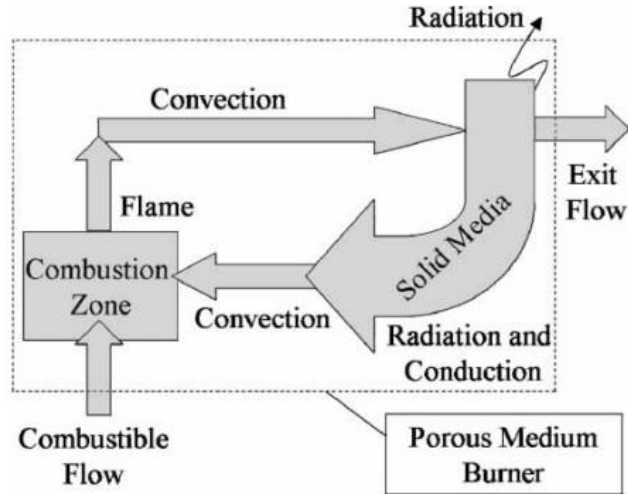 Radiation
Convection
Exit
Flow
Flame
Solid Media
Combustion
Zone
Convection
Radiation and
Conduction
Combustible
Flow
Porous Medium
Burner